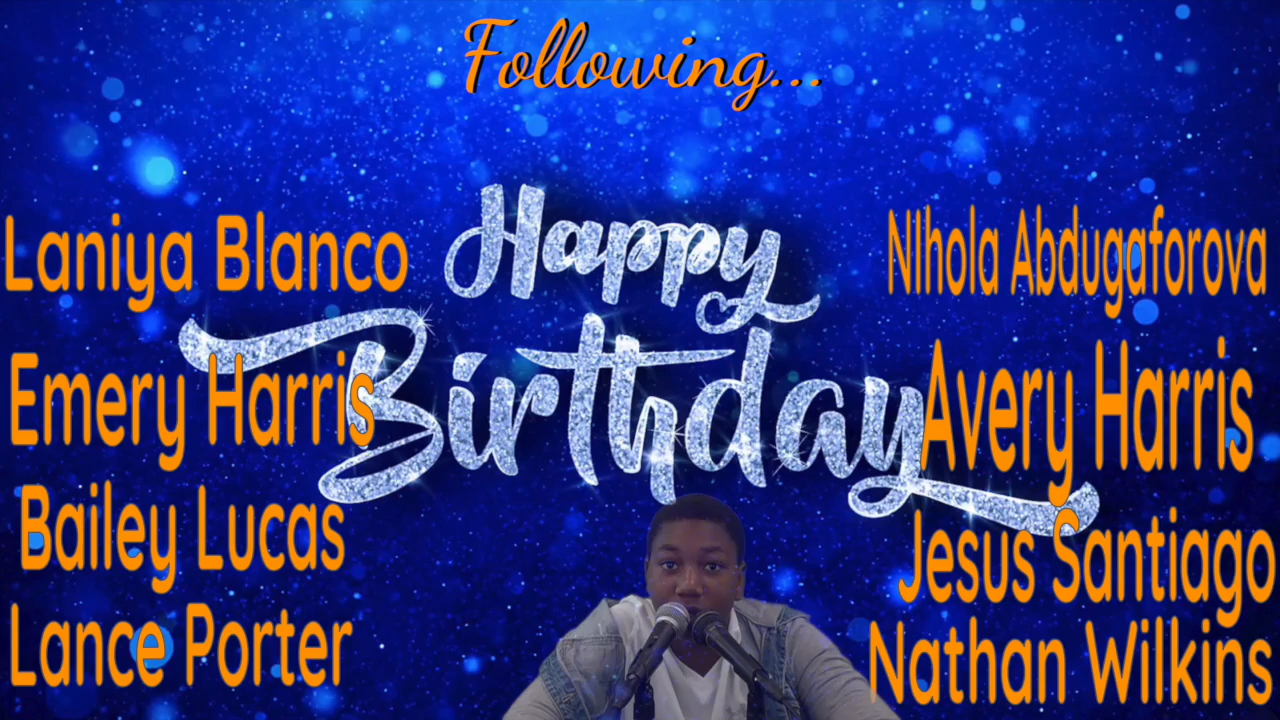 Following...
Happy
Birthday
Laniya Blanco
Emery Harris
Bailey Lucas
Lance Porter
NIhola Abdugaforova
Avery Harris
Jesus Santiago
Nathan Wilkins